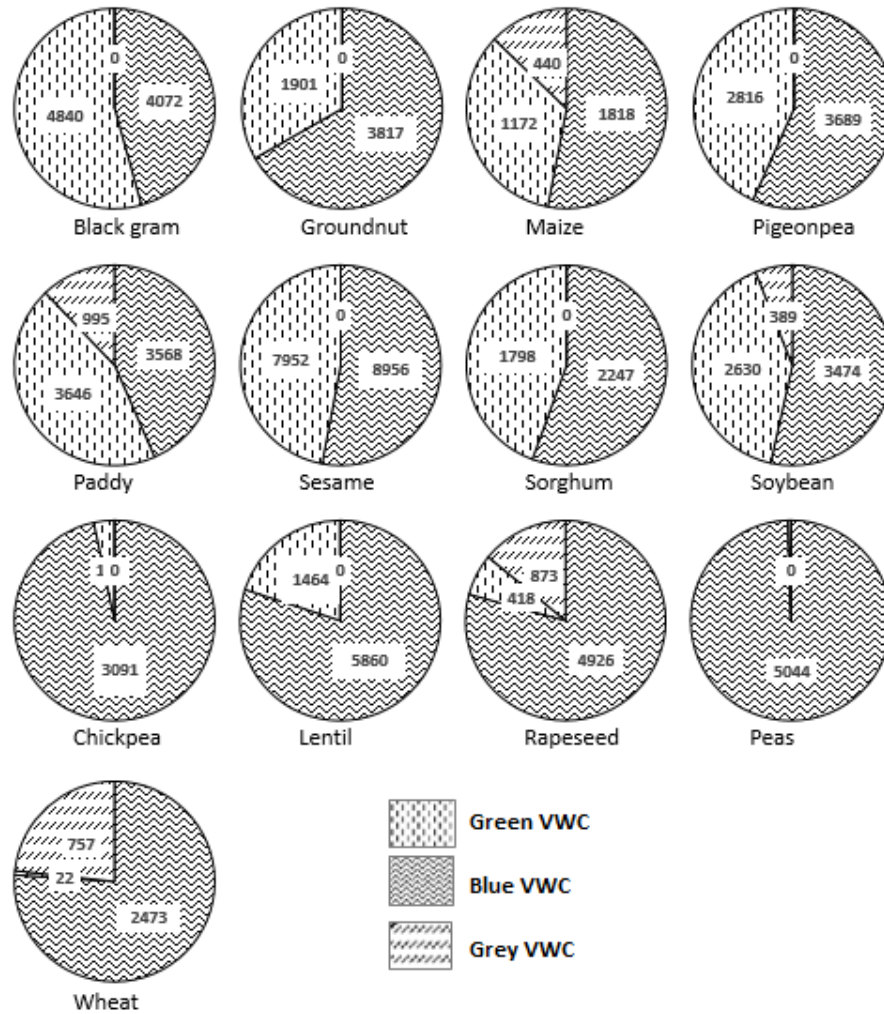 0
4840
4072
Black gram
0
1901
3817
Groundnut
440
1172
1818
Maize
0
2816
3689
Pigeonpea
995
3568
3646
Paddy
0
7952
8956
Sesame
0
1798
2247
Sorghum
389
2630
3474
Soybean
1 0
3091
Chickpea
1464
0
5860
Lentil
873
418
4926
Rapeseed
0
5044
Peas
757
22
2473
Wheat
Green VWC
Blue VWC
Grey VWC